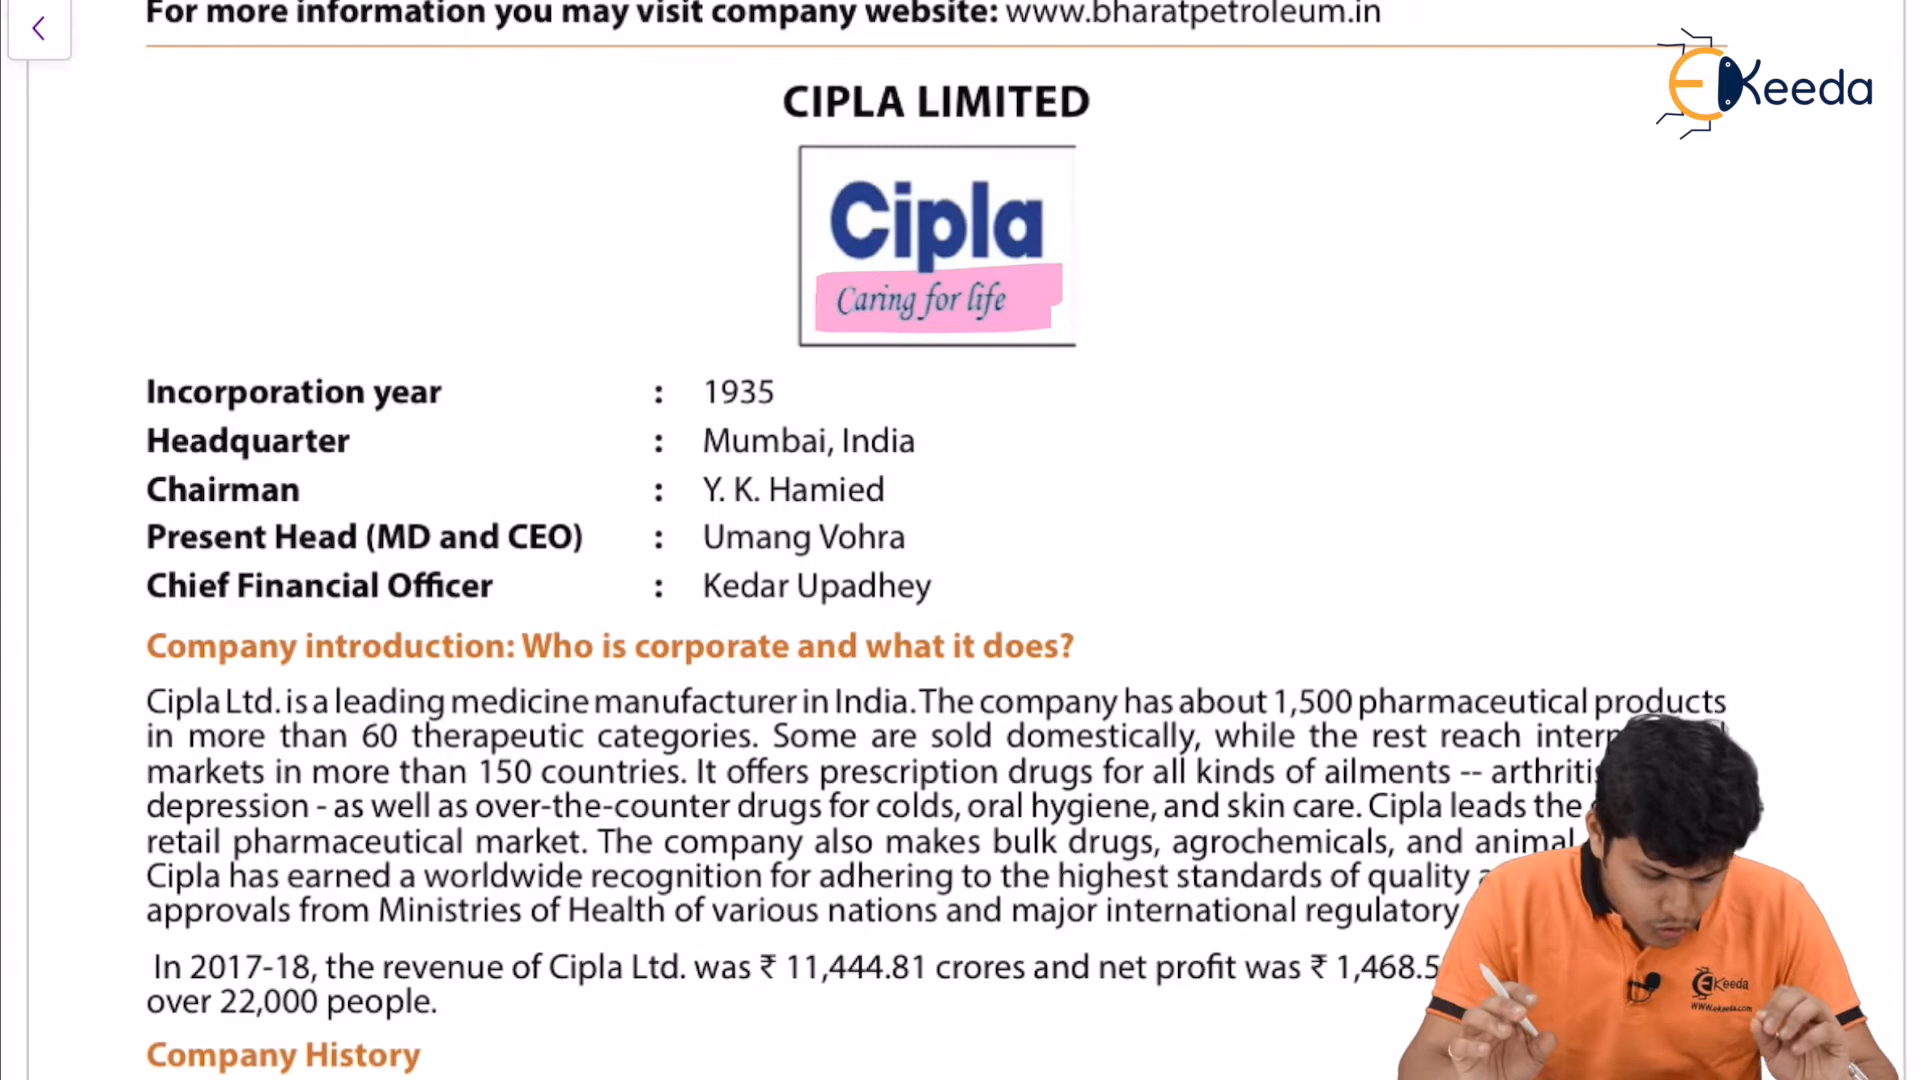 For more information you may visit company website: www.bharatpetroleum.in
EKeeda
CIPLA LIMITED
Cipla
Caring for life
Incorporation year : 1935
Headquarter : Mumbai, India
Chairman : Y. K. Hamied
Present Head (MD and CEO) : Umang Vohra
Chief Financial Officer : Kedar Upadhey
Company introduction: Who is corporate and what it does?
Cipla Ltd. is a leading medicine manufacturer in India. The company has about 1,500 pharmaceutical products
in more than 60 therapeutic categories. Some are sold domestically, while the rest reach
markets in more than 150 countries. It offers prescription drugs for all kinds of ailments --
depression - as well as over-the-counter drugs for colds, oral hygiene, and skin care. Cipla leads the
retail pharmaceutical market. The company also makes bulk drugs, agrochemicals, and animal
Cipla has earned a worldwide recognition for adhering to the highest standards of quality
approvals from Ministries of Health of various nations and major international regulatory
In 2017-18, the revenue of Cipla Ltd. was ₹ 11,444.81 crores and net profit was ₹ 1,468.5
over 22,000 people.
EKeeda
www.ekeeda.com
Company History